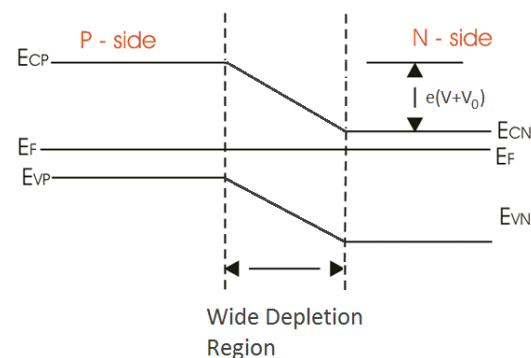 P - side
N - side
ECP
e(V+V0)
ECN
EF
EF
EVP
EVN
Wide Depletion
Region